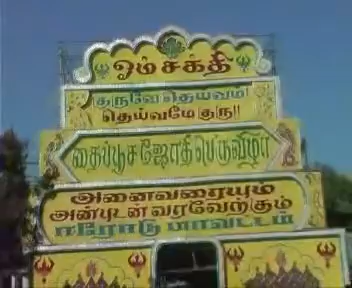 ஓம் சக்தி
குருவே தெய்வம்!
தெய்வமே குரு!!
தைப்பூச ஜோதி பெருவிழா
அனைவரையும்
அன்புடன் வரவேற்கும்
ஈரோடு மாவட்டம்